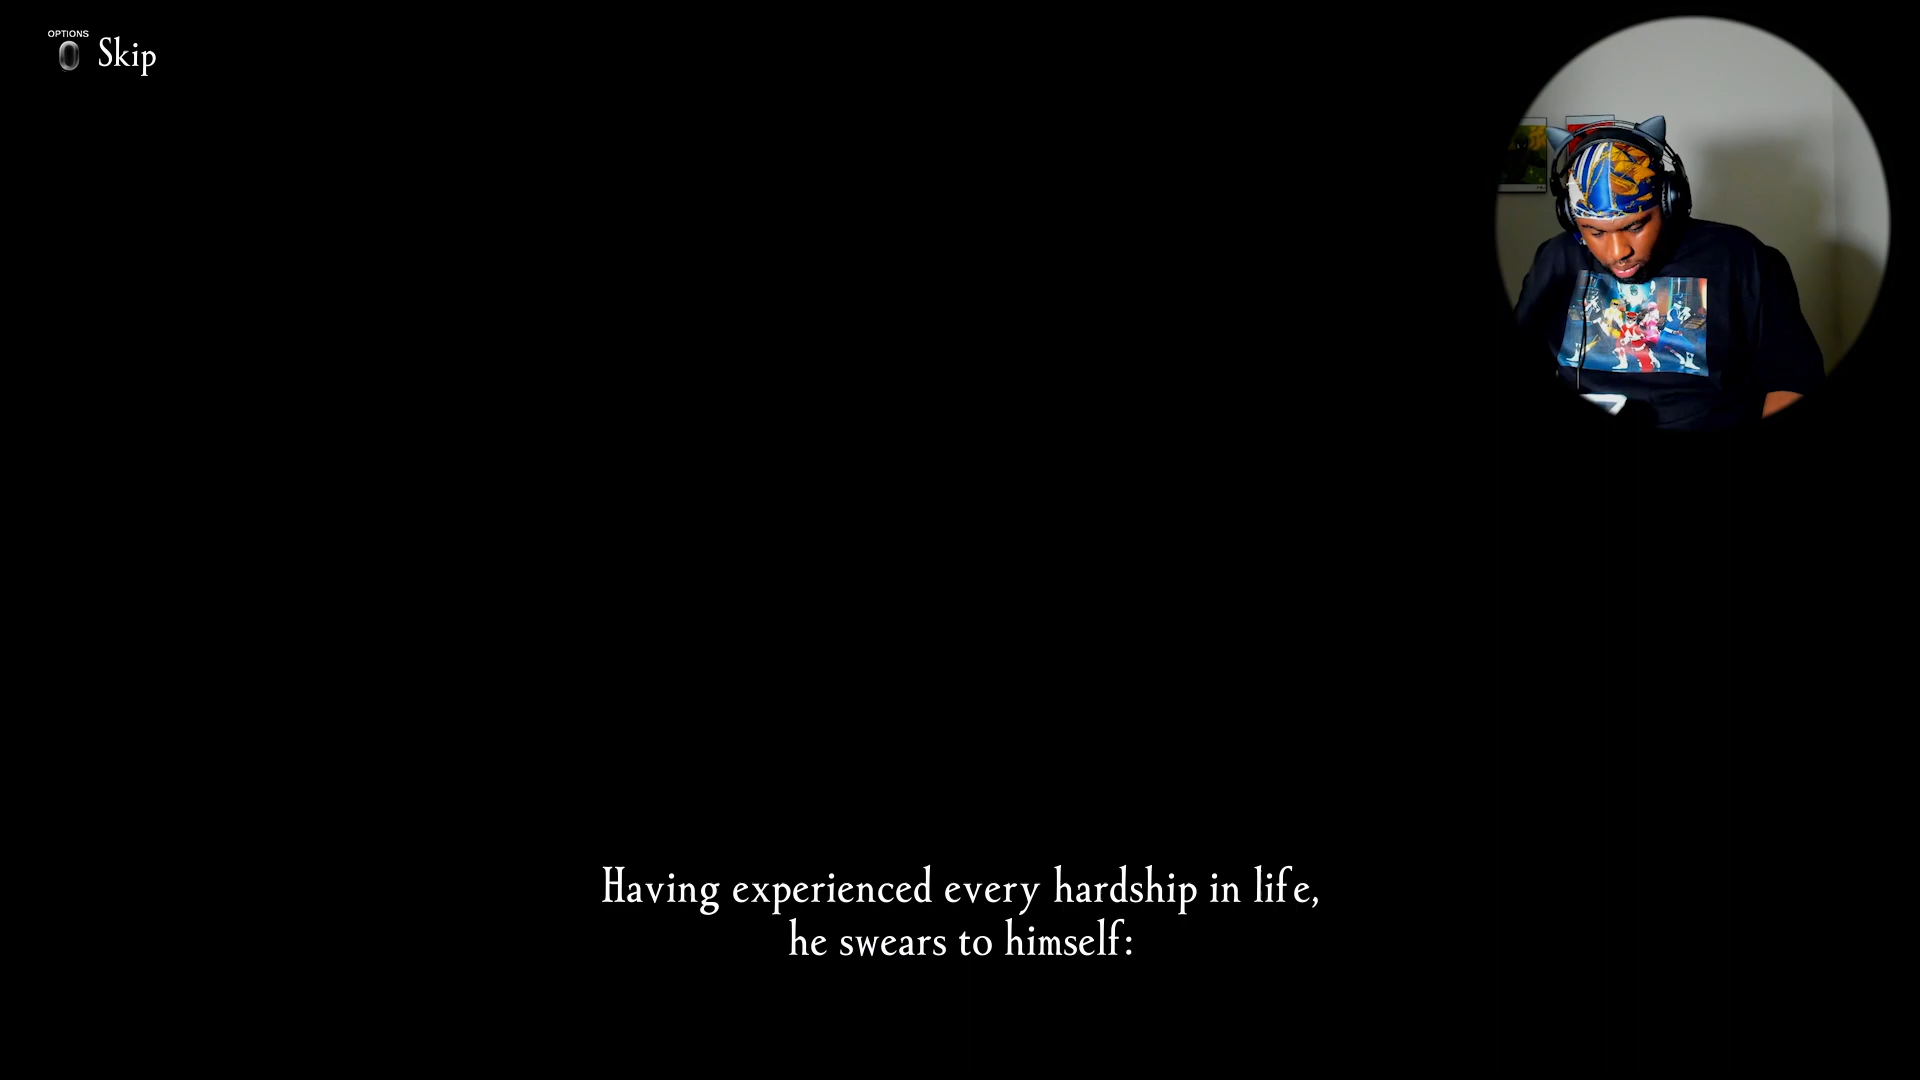 OPTIONS
Skip
Having experienced every hardship in life,
he swears to himself: